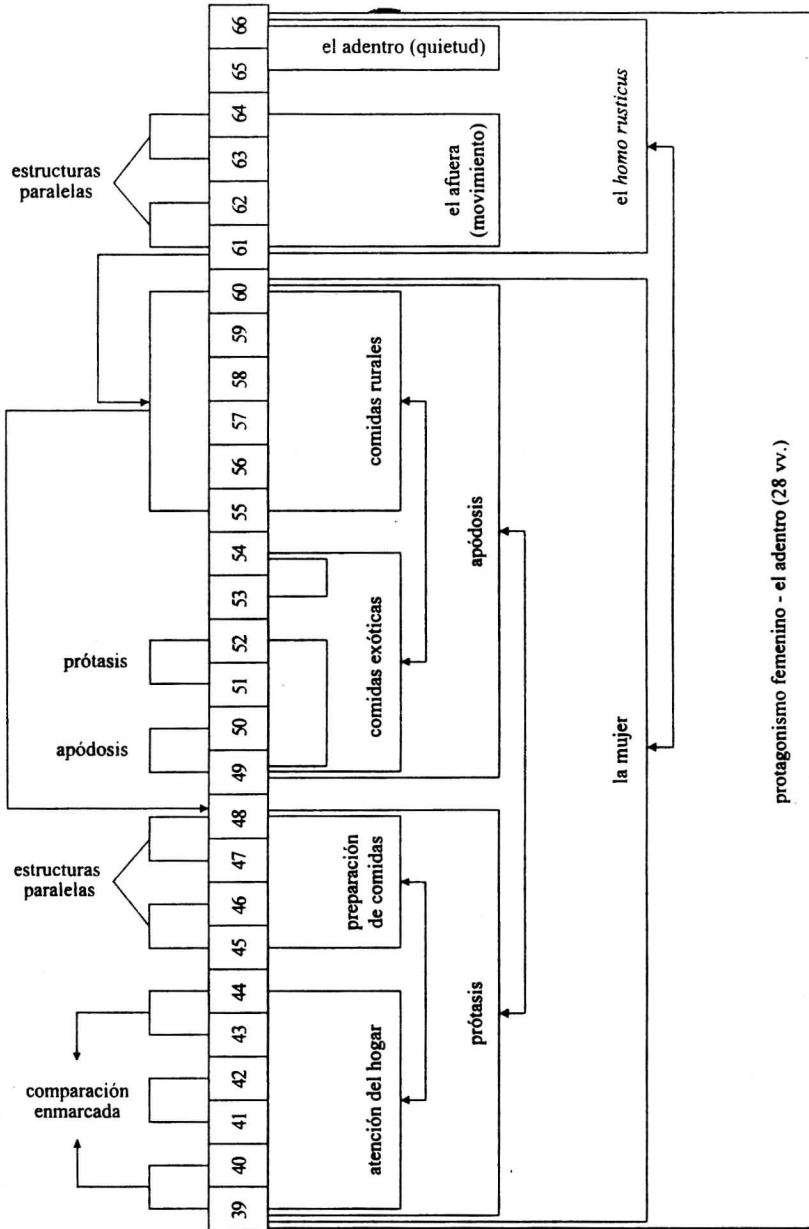 66
65
64
63
62
61
60
59
58
57
56
55
54
53
52
51
50
49
48
47
46
45
44
43
42
41
40
39
estructuras
paralelas
prótasis
apódosis
estructuras
paralelas
comparación
enmarcada
el adentro (quietud)
el afuera
(movimiento)
comidas rurales
comidas exóticas
preparación
de comidas
atención del hogar
apódosis
prótasis
el homo rusticus
la mujer
protagonismo femenino - el adentro (28 vv.)